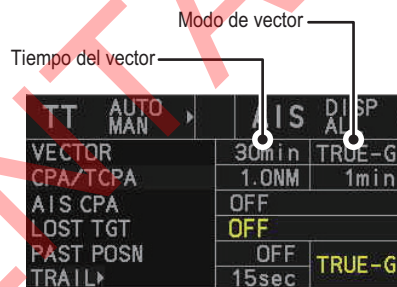 Modo de vector
Tiempo del vector
TT AUTO MAN AIS DISP
VECTOR 30min TRUE-G
CPA/TCPA 1.0NM 1min
AIS CPA OFF
LOST TGT OFF
PAST POSN OFF TRUE-G
TRAIL 15sec